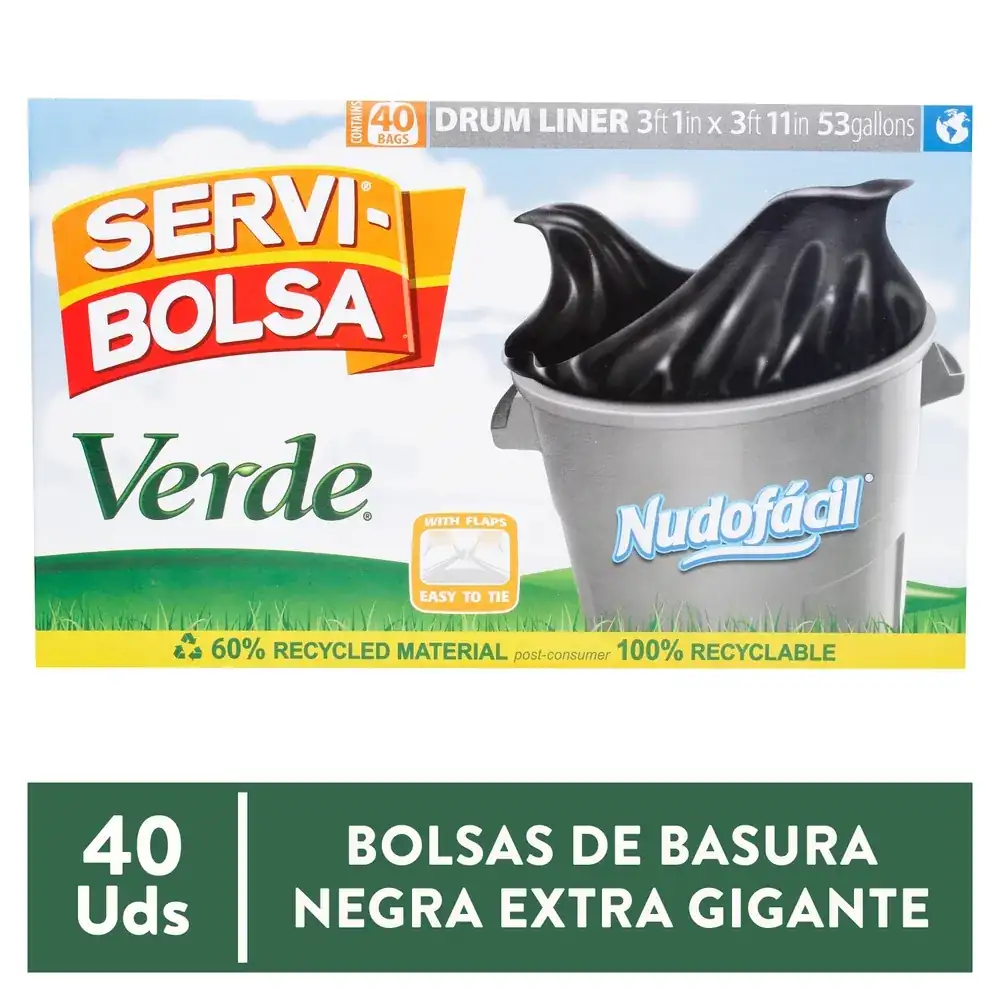 CONTAINS 40 BAGS
DRUM LINER 3ft 1in x 3ft 11in 53gallons
SERVI-®
BOLSA
Verde®
WITH FLAPS
EASY TO TIE
Nudofácil®
60% RECYCLED MATERIAL post-consumer 100% RECYCLABLE
40
Uds
BOLSAS DE BASURA
NEGRA EXTRA GIGANTE